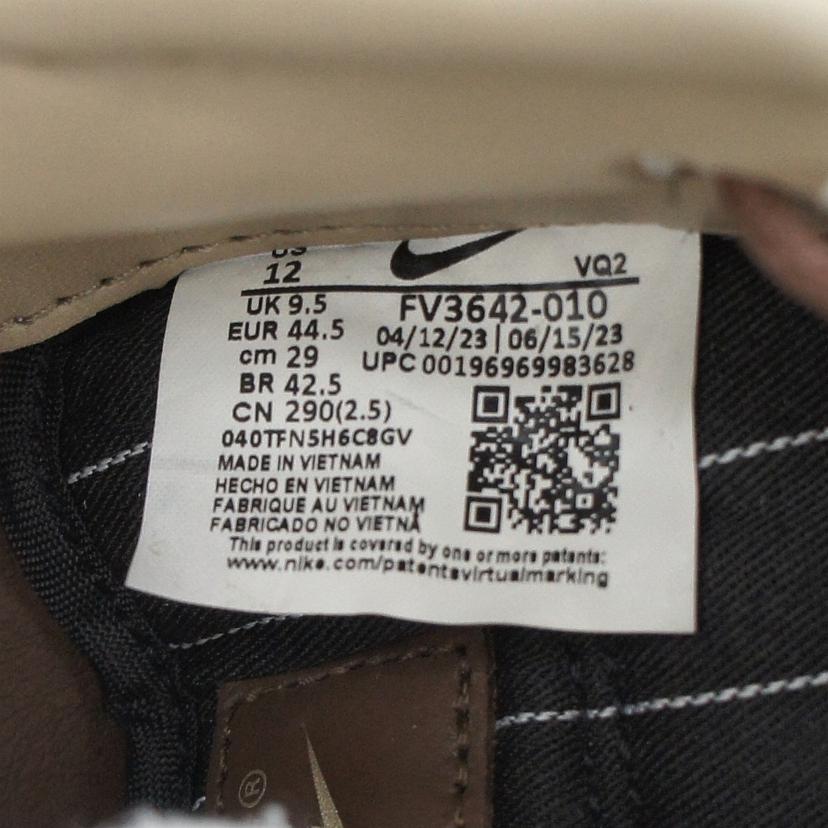 US
12
VQ2
UK 9.5
FV3642-010
EUR 44.5
04/12/23 | 06/15/23
cm 29
UPC 00196969983628
BR 42.5
CN 290(2.5)
040TFN5H6C8GV
MADE IN VIETNAM
HECHO EN VIETNAM
FABRIQUE AU VIETNAM
FABRICADO NO VIETNÃ
This product is covered by one or more patents:
www.nike.com/patentsvirtualmarking
®